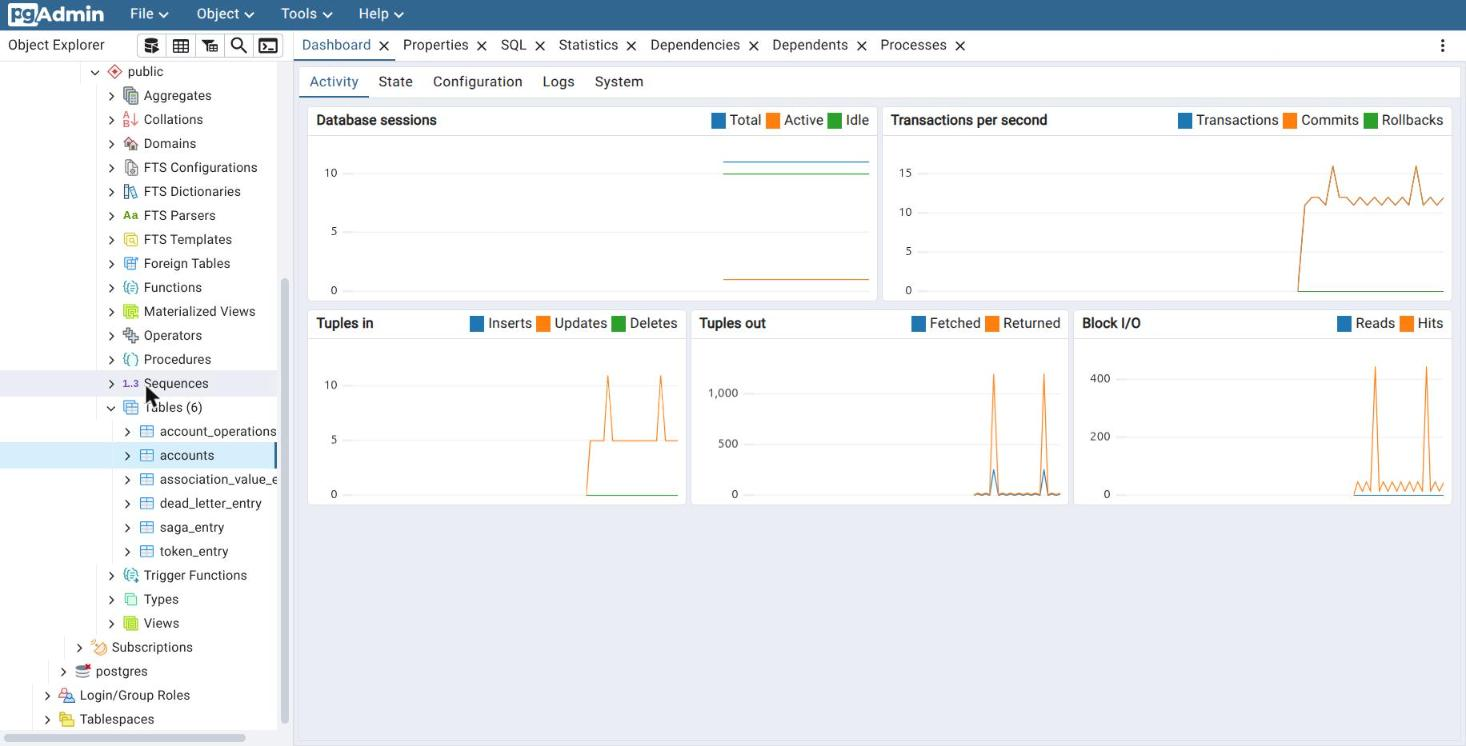 pgAdmin File Object Tools Help
Object Explorer
Dashboard Properties SQL Statistics Dependencies Dependents Processes
Activity State Configuration Logs System
public
Aggregates
Collations
Domains
FTS Configurations
FTS Dictionaries
Aa FTS Parsers
FTS Templates
Foreign Tables
Functions
Materialized Views
Operators
Procedures
1..3 Sequences
Tables (6)
account_operations
accounts
association_value_e
dead_letter_entry
saga_entry
token_entry
Trigger Functions
Types
Views
Subscriptions
postgres
Login/Group Roles
Tablespaces
Database sessions Total Active Idle
10
5
0
Transactions per second Transactions Commits Rollbacks
15
10
5
0
Tuples in Inserts Updates Deletes
10
5
0
Tuples out Fetched Returned
1,000
500
0
Block I/O Reads Hits
400
200
0